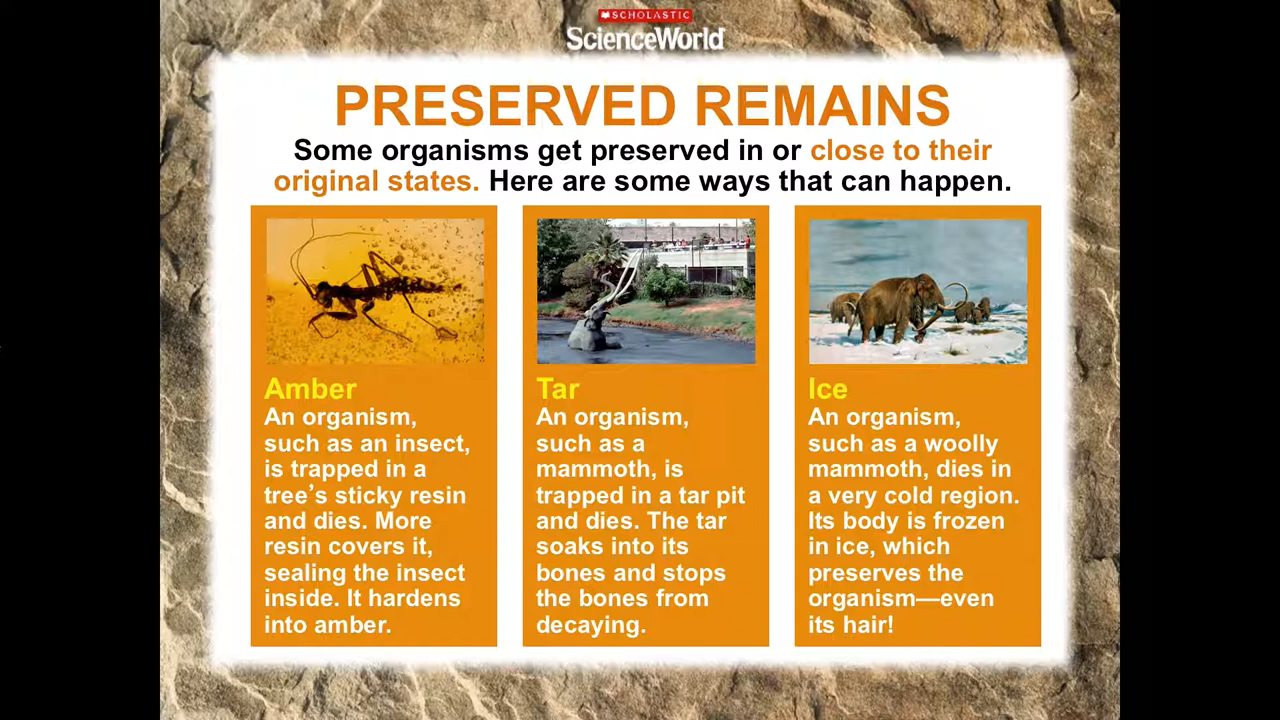 SCHOLASTIC
ScienceWorld
PRESERVED REMAINS
Some organisms get preserved in or close to their
original states. Here are some ways that can happen.
Amber
An organism,
such as an insect,
is trapped in a
tree’s sticky resin
and dies. More
resin covers it,
sealing the insect
inside. It hardens
into amber.
Tar
An organism,
such as a
mammoth, is
trapped in a tar pit
and dies. The tar
soaks into its
bones and stops
the bones from
decaying.
Ice
An organism,
such as a woolly
mammoth, dies in
a very cold region.
Its body is frozen
in ice, which
preserves the
organism—even
its hair!